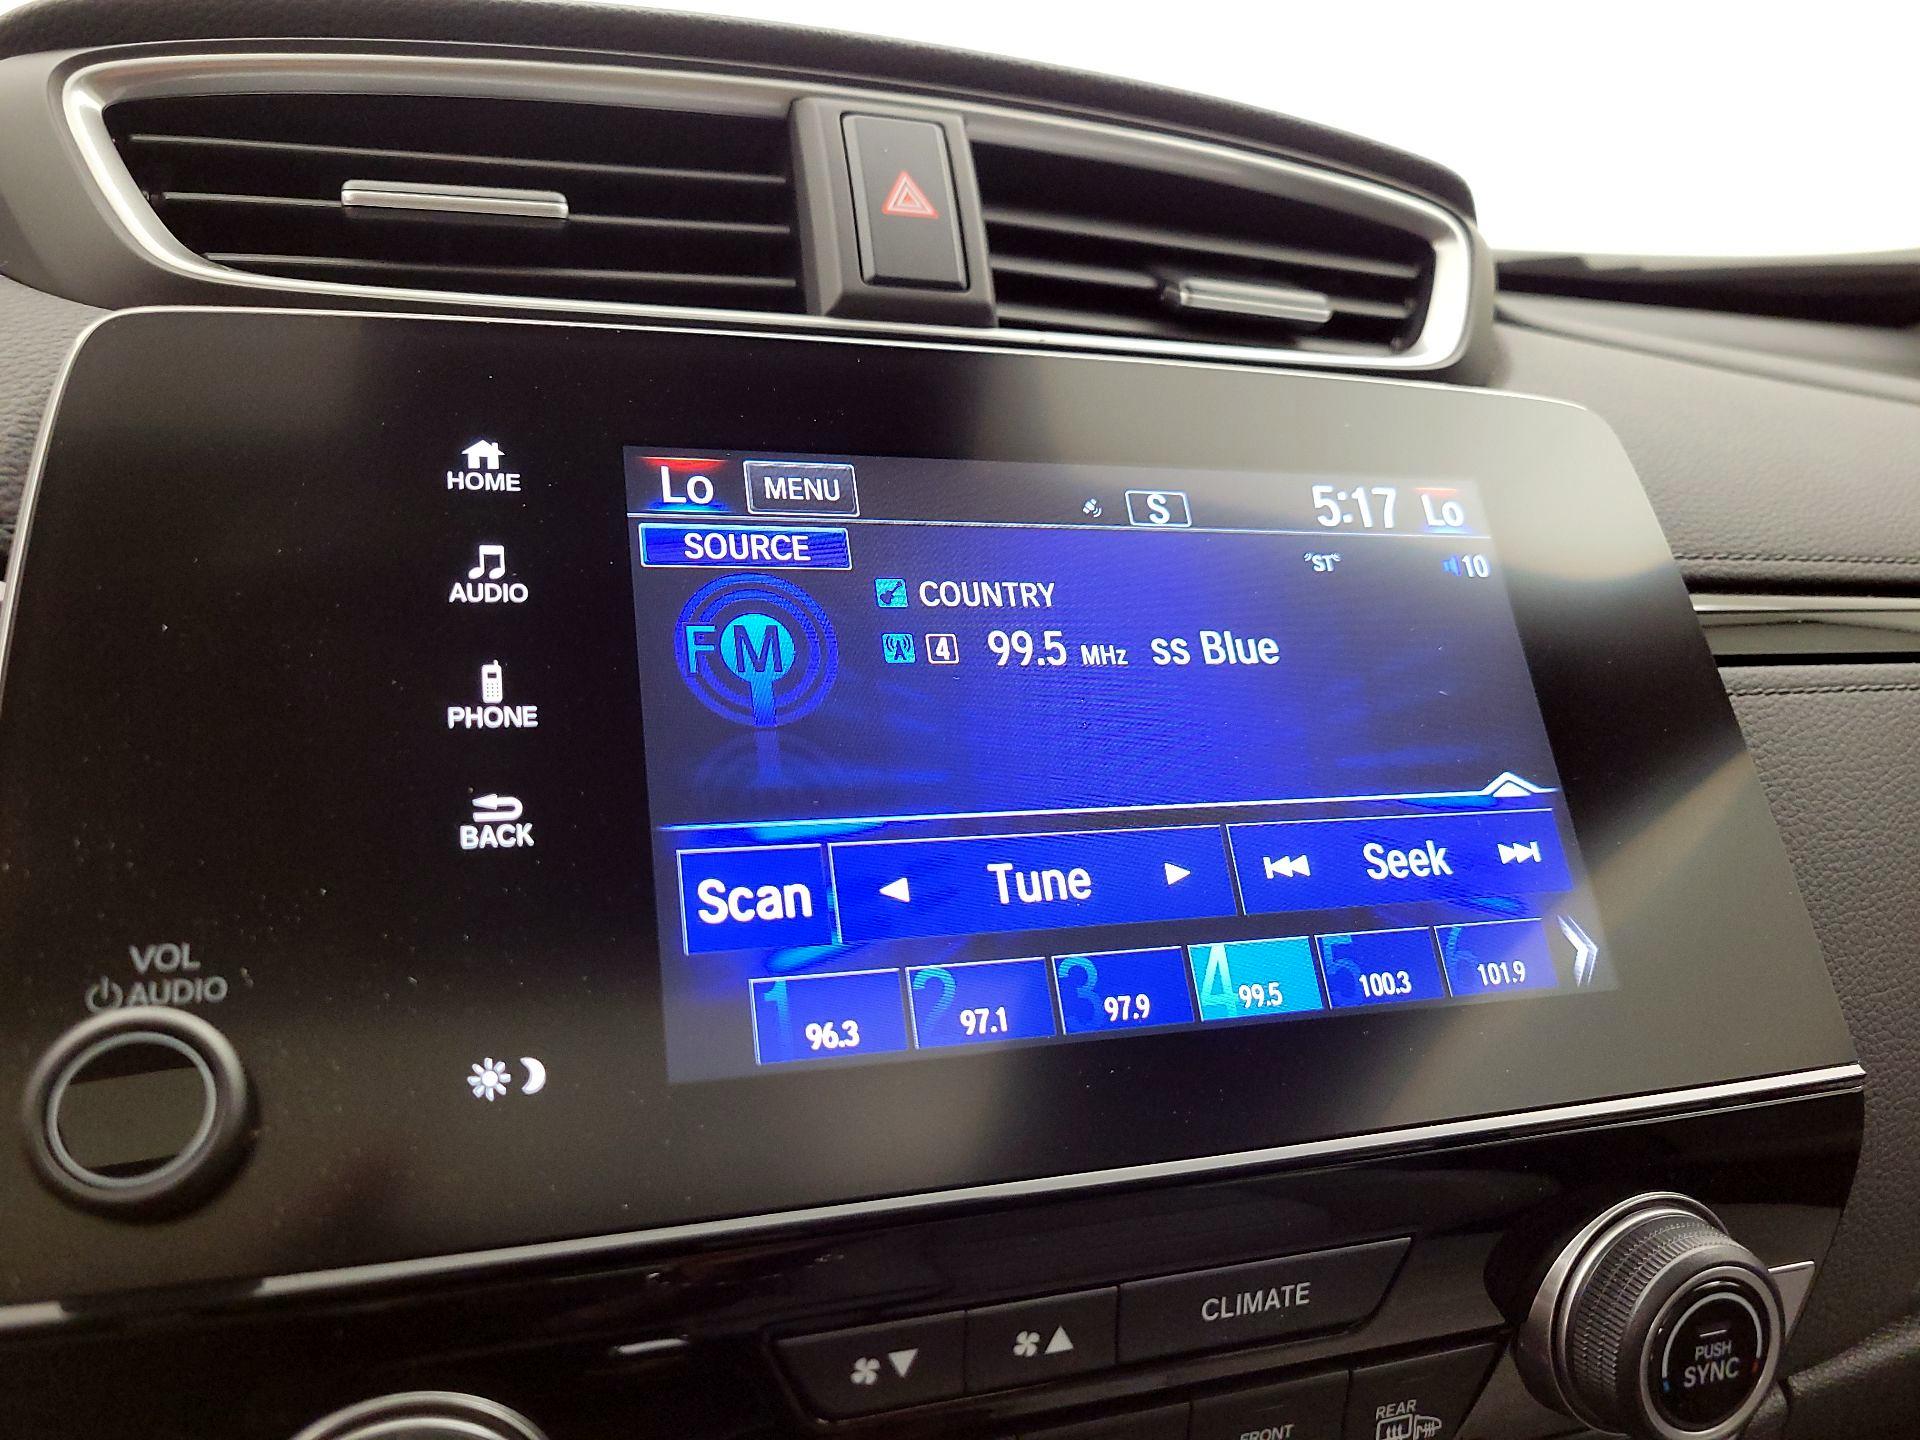 HOME
AUDIO
PHONE
BACK
VOL
AUDIO
Lo MENU S 5:17 Lo
SOURCE "ST" 10
FM
COUNTRY
4 99.5 MHz ss Blue
Scan Tune Seek
1 96.3 2 97.1 3 97.9 4 99.5 5 100.3 6 101.9
CLIMATE
PUSH
SYNC
FRONT
REAR